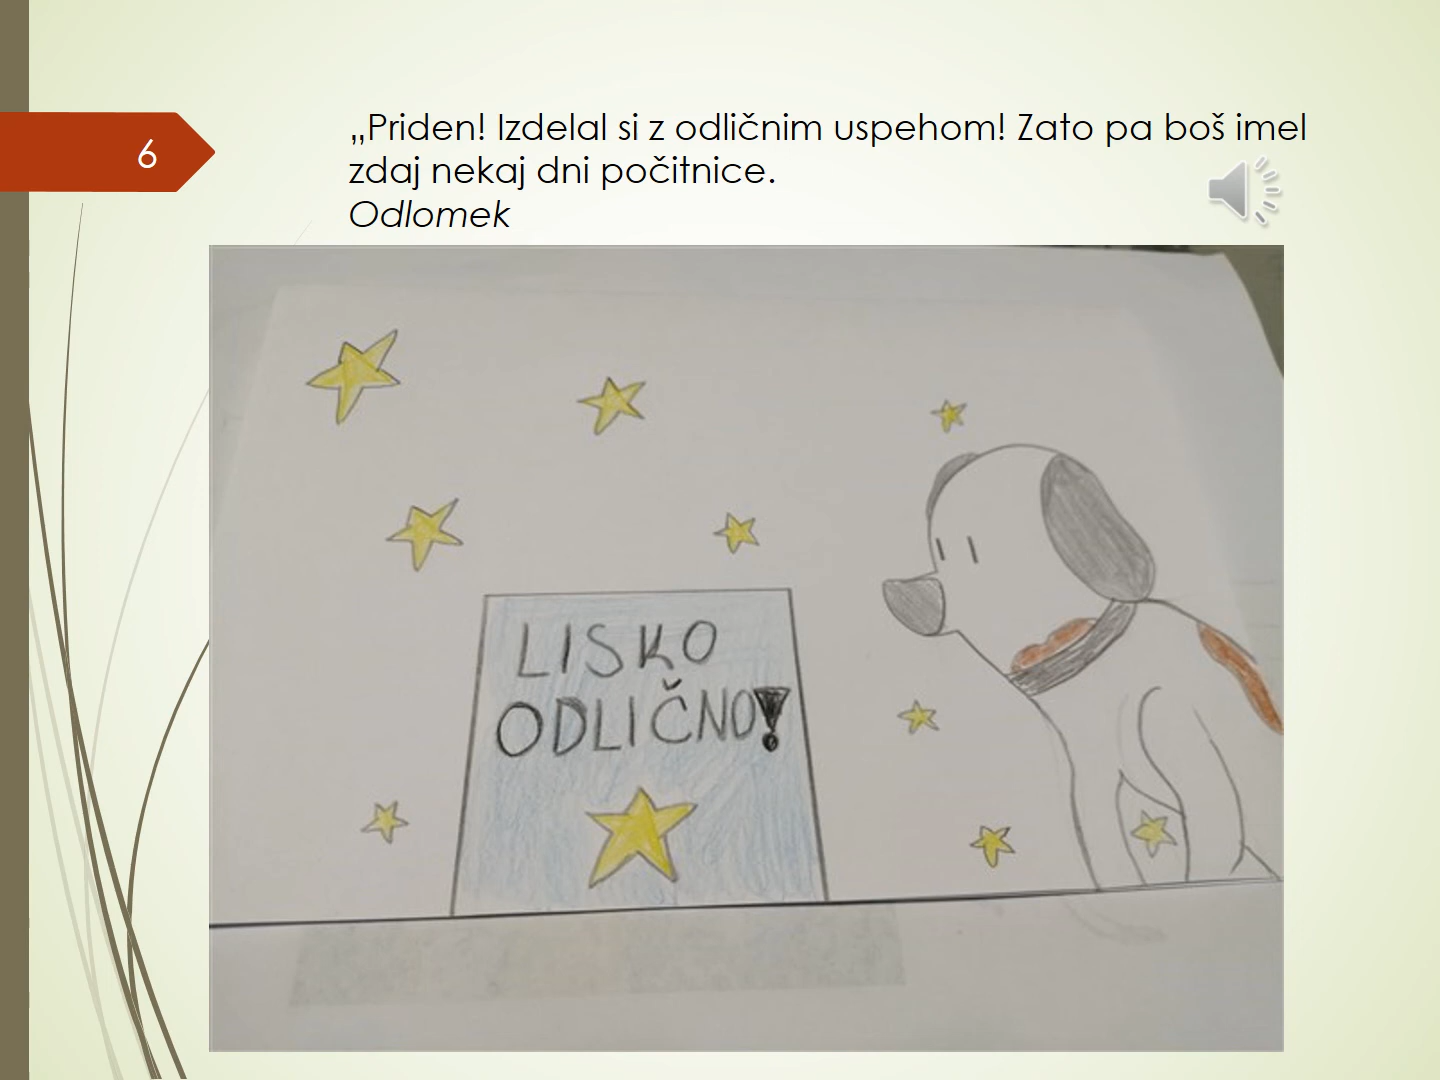 6
„Priden! Izdelal si z odličnim uspehom! Zato pa boš imel
zdaj nekaj dni počitnice.
Odlomek
LISKO
ODLIČNO!